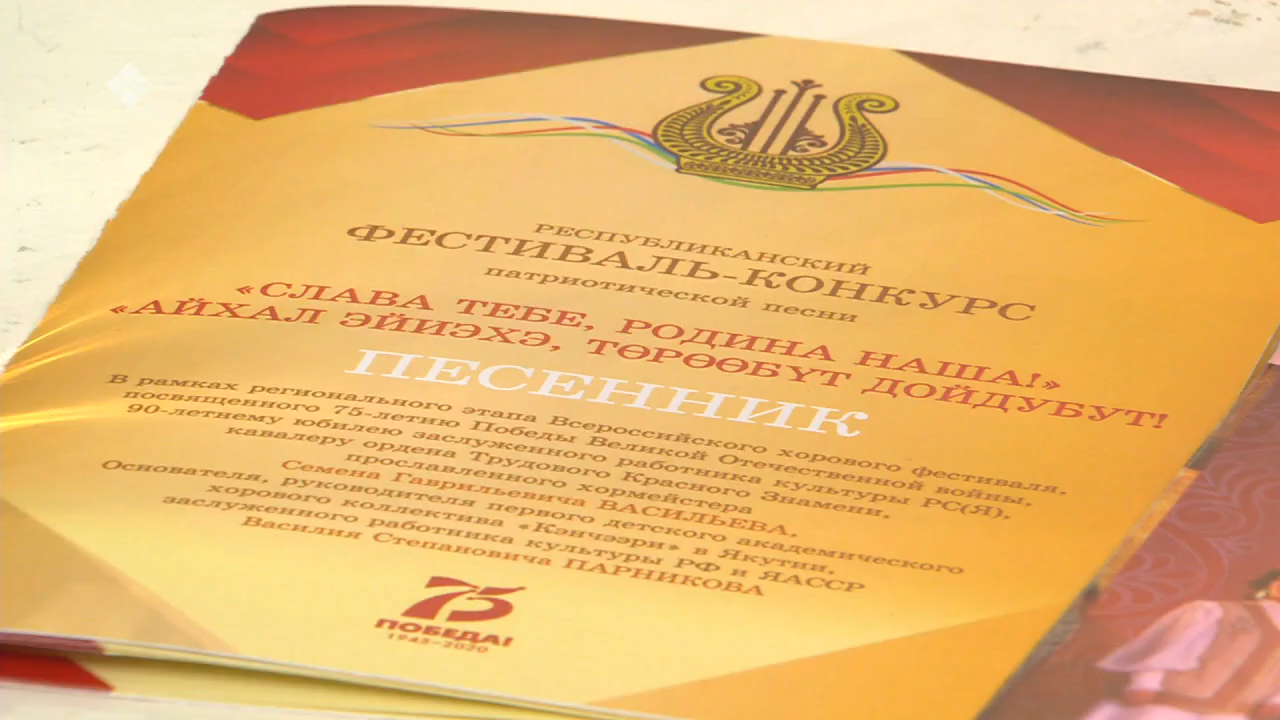 РЕСПУБЛИКАНСКИЙ
ФЕСТИВАЛЬ-КОНКУРС
патриотической песни
«СЛАВА ТЕБЕ, РОДИНА НАША!»
«АЙХАЛ ЭЙИЭХЭ, ТӨРӨӨБҮТ ДОЙДУБУТ!
ПЕСЕННИК
В рамках регионального этапа Всероссийского хорового фестиваля,
посвященного 75-летию Победы Великой Отечественной войны,
90-летнему юбилею заслуженного работника культуры РС(Я),
кавалеру ордена Трудового Красного Знамени,
прославленного хормейстера
Семена Гаврильевича ВАСИЛЬЕВА,
Основателя, руководителя первого детского академического
хорового коллектива «Кэнчээри» в Якутии,
заслуженного работника культуры РФ и ЯАССР
Василия Степановича ПАРНИКОВА
75
ПОБЕДА!
1945–2020